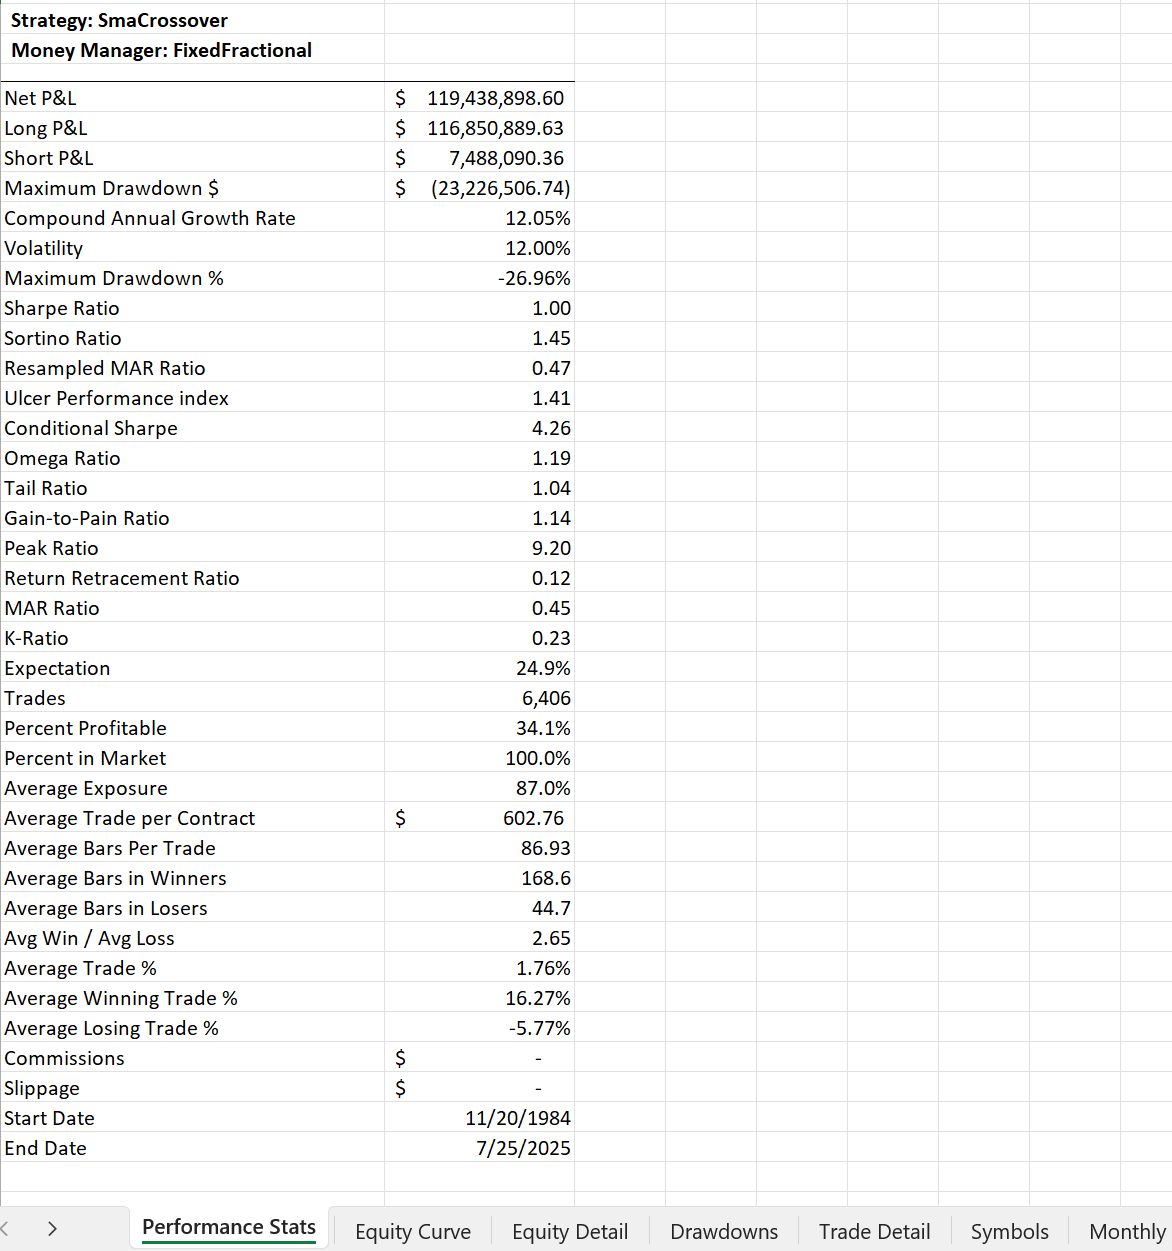 Strategy: SmaCrossover
Money Manager: FixedFractional
Net P&L $ 119,438,898.60
Long P&L $ 116,850,889.63
Short P&L $ 7,488,090.36
Maximum Drawdown $ $ (23,226,506.74)
Compound Annual Growth Rate 12.05%
Volatility 12.00%
Maximum Drawdown % -26.96%
Sharpe Ratio 1.00
Sortino Ratio 1.45
Resampled MAR Ratio 0.47
Ulcer Performance index 1.41
Conditional Sharpe 4.26
Omega Ratio 1.19
Tail Ratio 1.04
Gain-to-Pain Ratio 1.14
Peak Ratio 9.20
Return Retracement Ratio 0.12
MAR Ratio 0.45
K-Ratio 0.23
Expectation 24.9%
Trades 6,406
Percent Profitable 34.1%
Percent in Market 100.0%
Average Exposure 87.0%
Average Trade per Contract $ 602.76
Average Bars Per Trade 86.93
Average Bars in Winners 168.6
Average Bars in Losers 44.7
Avg Win / Avg Loss 2.65
Average Trade % 1.76%
Average Winning Trade % 16.27%
Average Losing Trade % -5.77%
Commissions $ -
Slippage $ -
Start Date 11/20/1984
End Date 7/25/2025
Performance Stats Equity Curve Equity Detail Drawdowns Trade Detail Symbols Monthly